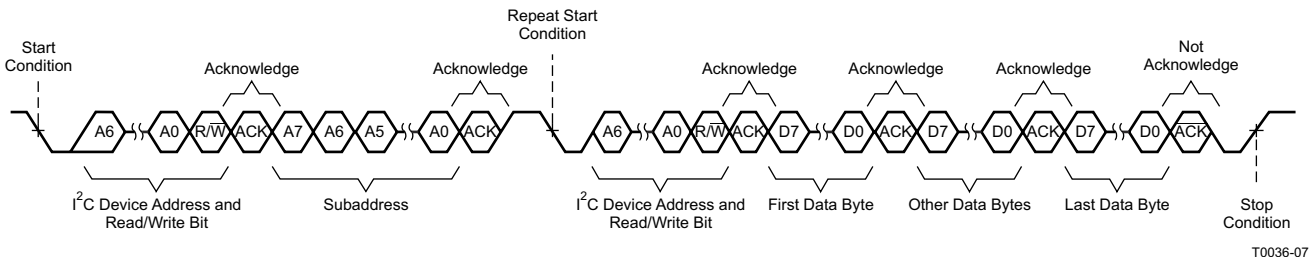 Repeat Start
Condition
Start
Condition
Not
Acknowledge
Acknowledge
Acknowledge
Acknowledge
Acknowledge
Acknowledge
A6 A0 R/W̅ ACK A7 A6 A5 A0 ACK A6 A0 R/W̅ ACK D7 D0 ACK D7 D0 ACK D7 D0 A̅C̅K̅
I²C Device Address and
Read/Write Bit
Subaddress
I²C Device Address and
Read/Write Bit
First Data Byte
Other Data Bytes
Last Data Byte
Stop
Condition
T0036-07